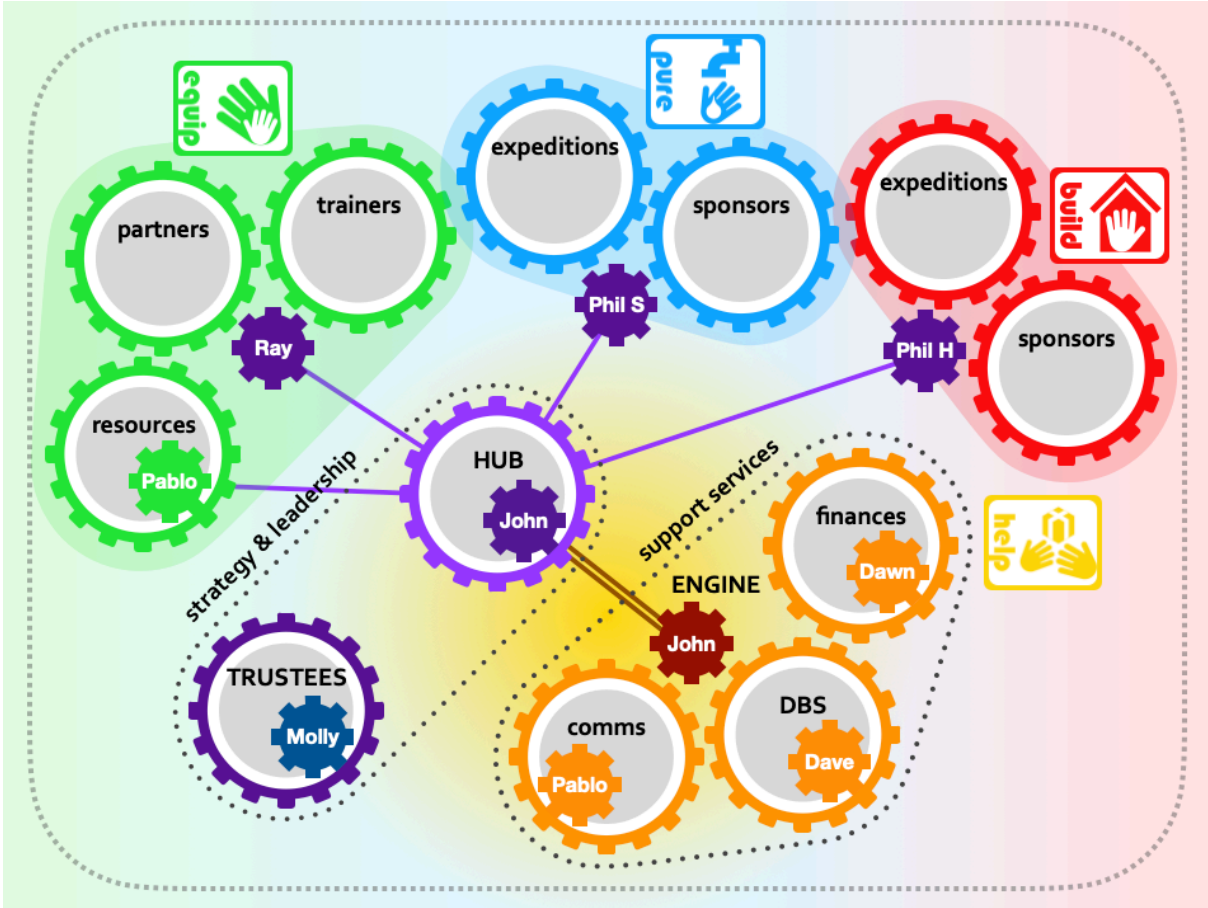 equip
pure
build
help
expeditions
sponsors
expeditions
sponsors
partners
trainers
resources
Pablo
Ray
Phil S
Phil H
HUB
John
strategy & leadership
support services
finances
Dawn
ENGINE
John
TRUSTEES
Molly
comms
Pablo
DBS
Dave